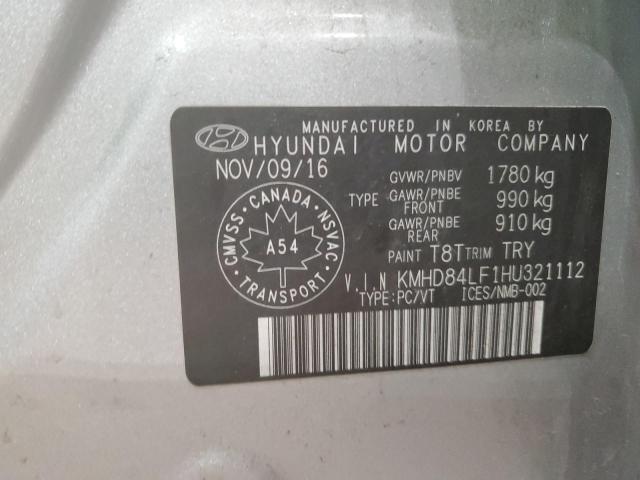 MANUFACTURED IN KOREA BY
HYUNDAI MOTOR COMPANY
NOV/09/16
GVWR/PNBV 1780 kg
TYPE GAWR/PNBE FRONT 990 kg
GAWR/PNBE REAR 910 kg
PAINT T8T TRIM TRY
V.I.N KMHD84LF1HU321112
TYPE:PC/VT ICES/NMB-002
CMVSS · CANADA · NSVAC
A54
TRANSPORT